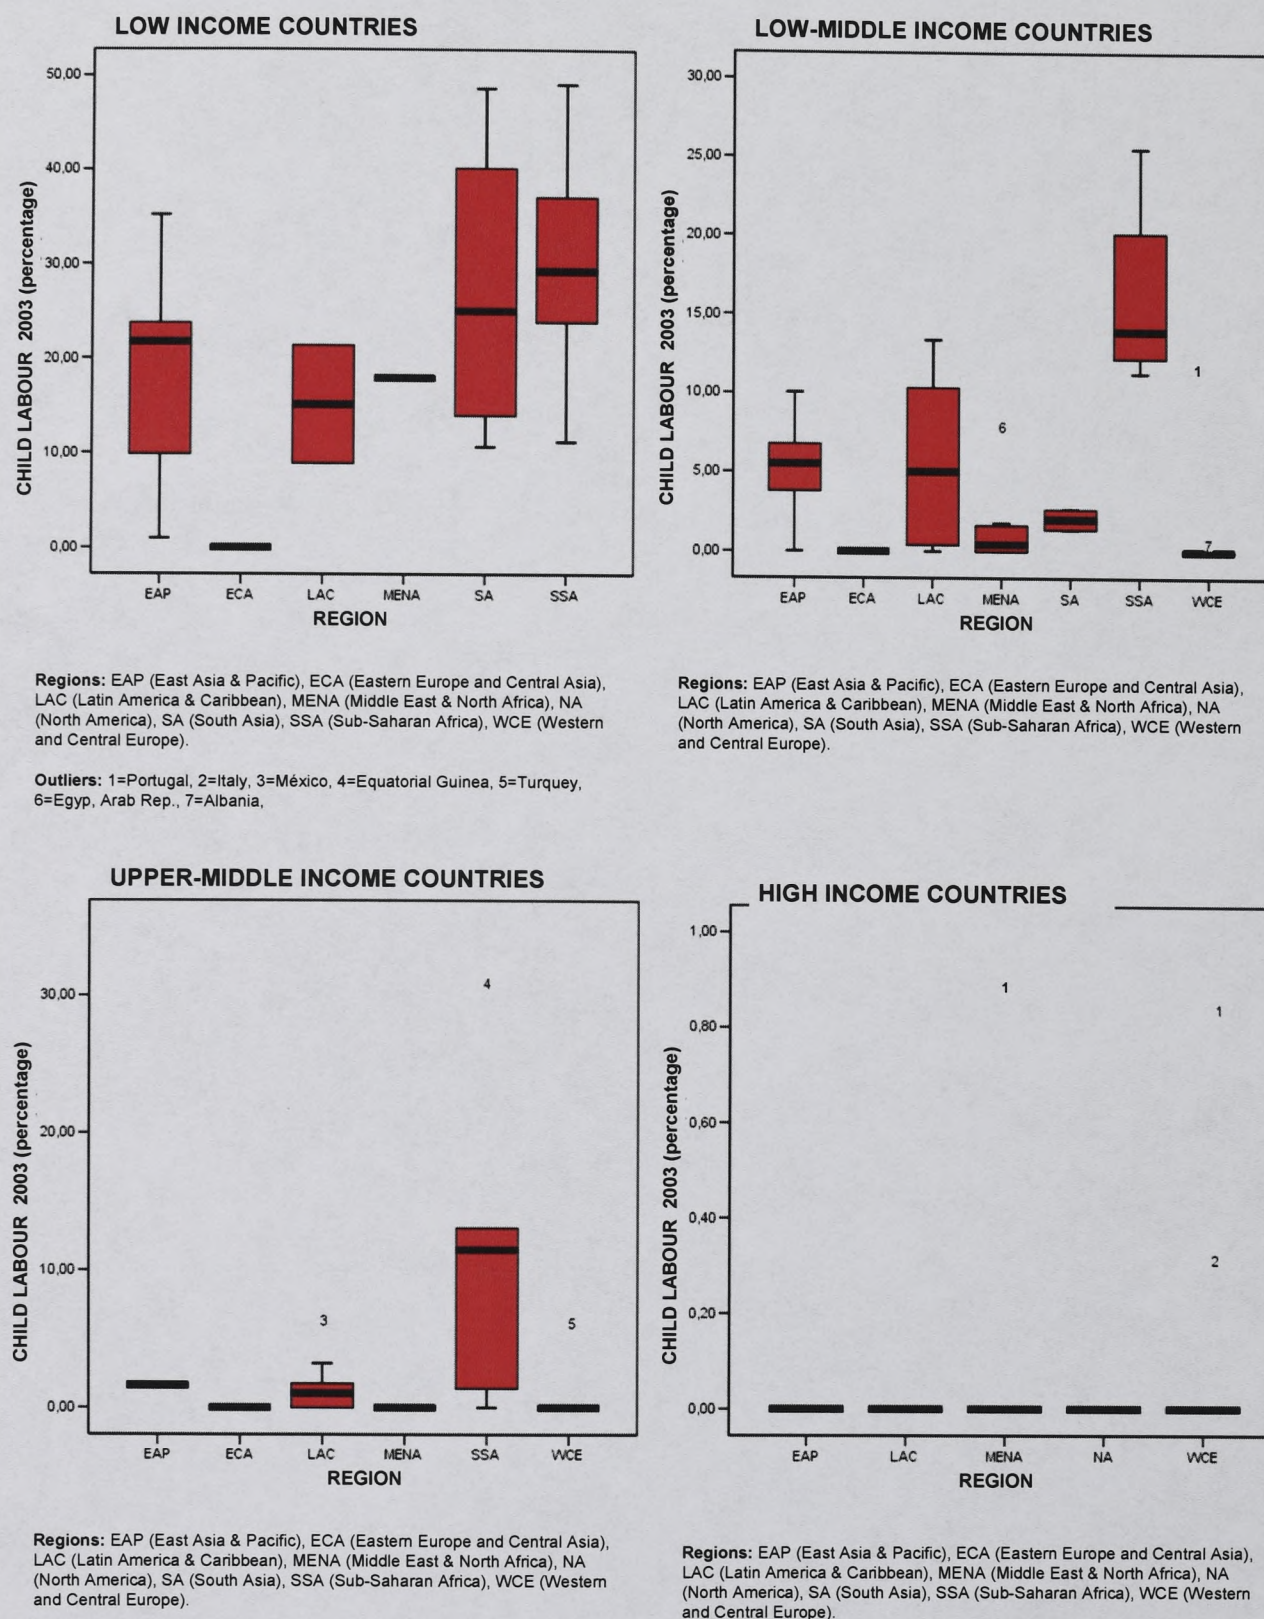 LOW INCOME COUNTRIES
CHILD LABOUR 2003 (percentage)
50,00
40,00
30,00
20,00
10,00
0,00
EAP ECA LAC MENA SA SSA
REGION
Regions: EAP (East Asia & Pacific), ECA (Eastern Europe and Central Asia),
LAC (Latin America & Caribbean), MENA (Middle East & North Africa), NA
(North America), SA (South Asia), SSA (Sub-Saharan Africa), WCE (Western
and Central Europe).
Outliers: 1=Portugal, 2=Italy, 3=México, 4=Equatorial Guinea, 5=Turquey,
6=Egyp, Arab Rep., 7=Albania,
LOW-MIDDLE INCOME COUNTRIES
CHILD LABOUR 2003 (percentage)
30,00
25,00
20,00
15,00
10,00
5,00
0,00
1
6
7
EAP ECA LAC MENA SA SSA WCE
REGION
Regions: EAP (East Asia & Pacific), ECA (Eastern Europe and Central Asia),
LAC (Latin America & Caribbean), MENA (Middle East & North Africa), NA
(North America), SA (South Asia), SSA (Sub-Saharan Africa), WCE (Western
and Central Europe).
UPPER-MIDDLE INCOME COUNTRIES
CHILD LABOUR 2003 (percentage)
30,00
20,00
10,00
0,00
4
3
5
EAP ECA LAC MENA SSA WCE
REGION
Regions: EAP (East Asia & Pacific), ECA (Eastern Europe and Central Asia),
LAC (Latin America & Caribbean), MENA (Middle East & North Africa), NA
(North America), SA (South Asia), SSA (Sub-Saharan Africa), WCE (Western
and Central Europe).
HIGH INCOME COUNTRIES
CHILD LABOUR 2003 (percentage)
1,00
0,80
0,60
0,40
0,20
0,00
1
1
2
EAP LAC MENA NA WCE
REGION
Regions: EAP (East Asia & Pacific), ECA (Eastern Europe and Central Asia),
LAC (Latin America & Caribbean), MENA (Middle East & North Africa), NA
(North America), SA (South Asia), SSA (Sub-Saharan Africa), WCE (Western
and Central Europe).